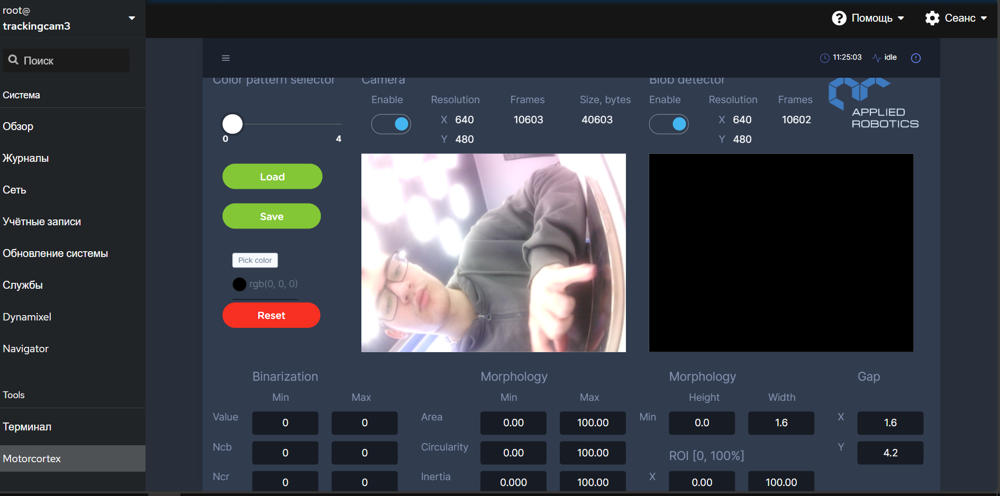 root@
trackingcam3
Помощь
Сеанс
Поиск
Система
Обзор
Журналы
Сеть
Учётные записи
Обновление системы
Службы
Dynamixel
Navigator
Tools
Терминал
Motorcortex
11:25:03
idle
Color pattern selector
0
4
Load
Save
Pick color
rgb(0, 0, 0)
Reset
Camera
Enable Resolution Frames Size, bytes
X 640 10603 40603
Y 480
Blob detector
Enable Resolution Frames
X 640 10602
Y 480
APPLIED
ROBOTICS
Binarization
Min Max
Value 0 0
Ncb 0 0
Ncr 0 0
Morphology
Min Max
Area 0.00 100.00
Circularity 0.00 100.00
Inertia 0.000 100.00
Morphology
Height Width
Min 0.0 1.6
ROI [0, 100%]
X 0.00 100.00
Gap
X 1.6
Y 4.2